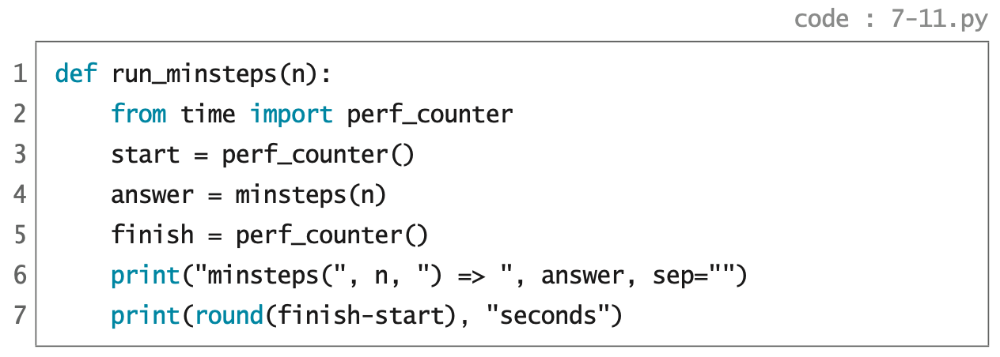 code : 7-11.py
1 def run_minsteps(n):
2     from time import perf_counter
3     start = perf_counter()
4     answer = minsteps(n)
5     finish = perf_counter()
6     print("minsteps(", n, ") => ", answer, sep="")
7     print(round(finish-start), "seconds")